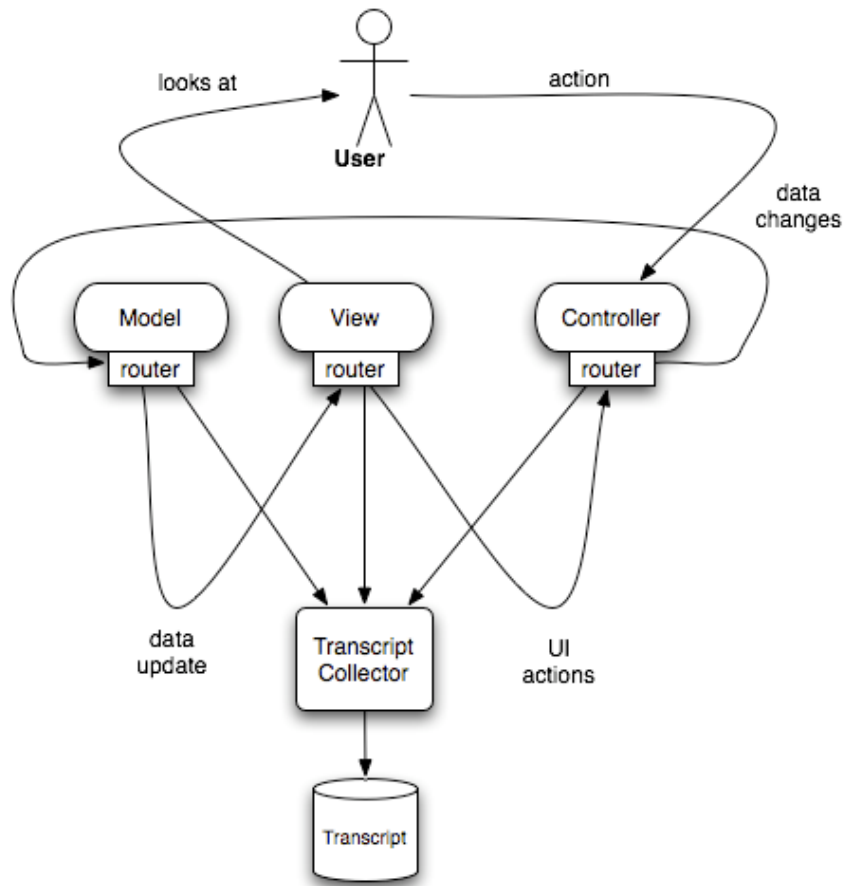 looks at
action
User
data
changes
Model
View
Controller
router
router
router
data
update
Transcript
Collector
UI
actions
Transcript